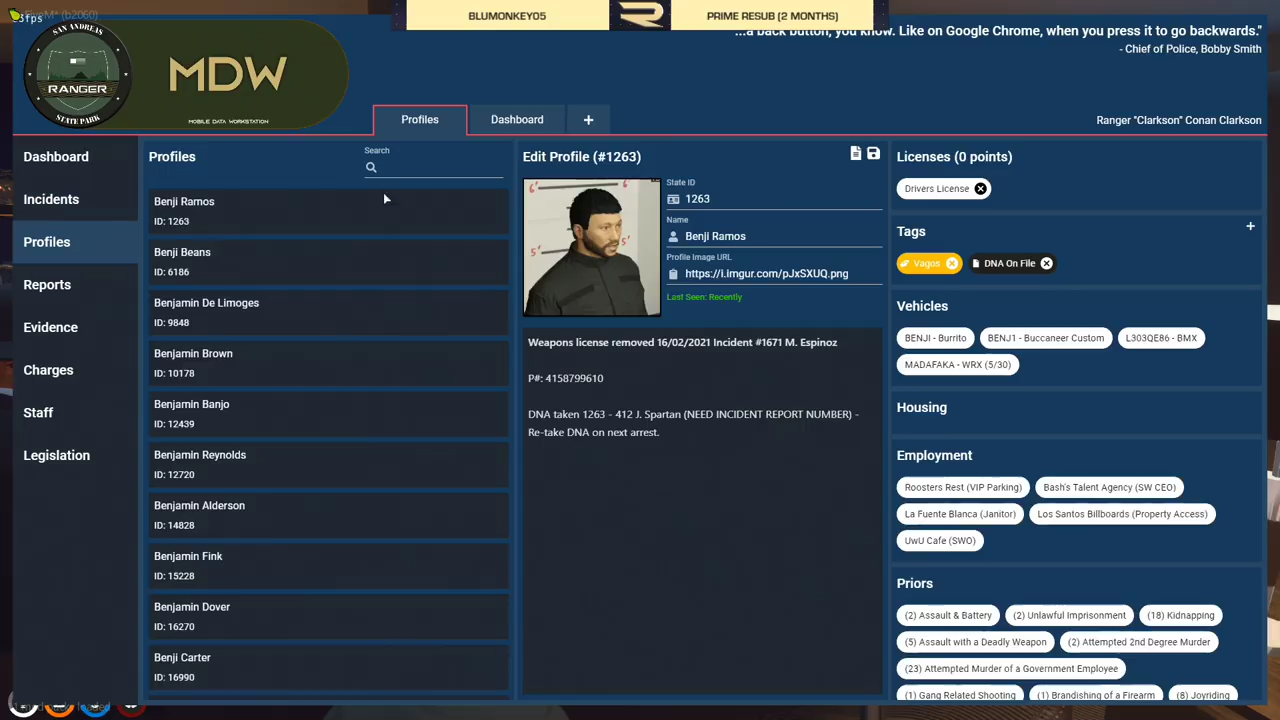 BLUMONKEY05
PRIME RESUB (2 MONTHS)
...a back button, you know. Like on Google Chrome, when you press it to go backwards."
- Chief of Police, Bobby Smith
SAN ANDREAS
RANGER
STATE PARK
MDW
MOBILE DATA WORKSTATION
Profiles
Dashboard
+
Ranger "Clarkson" Conan Clarkson
Dashboard
Incidents
Profiles
Reports
Evidence
Charges
Staff
Legislation
Profiles
Search
Benji Ramos
ID: 1263
Benji Beans
ID: 6186
Benjamin De Limoges
ID: 9848
Benjamin Brown
ID: 10178
Benjamin Banjo
ID: 12439
Benjamin Reynolds
ID: 12720
Benjamin Alderson
ID: 14828
Benjamin Fink
ID: 15228
Benjamin Dover
ID: 16270
Benji Carter
ID: 16990
Edit Profile (#1263)
State ID
1263
Name
Benji Ramos
Profile Image URL
https://i.imgur.com/pJxSXUQ.png
Last Seen: Recently
Weapons license removed 16/02/2021 Incident #1671 M. Espinoz
P#: 4158799610
DNA taken 1263 - 412 J. Spartan (NEED INCIDENT REPORT NUMBER) -
Re-take DNA on next arrest.
Licenses (0 points)
Drivers License
Tags
Vagos
DNA On File
Vehicles
BENJI - Burrito
BENJ1 - Buccaneer Custom
L303QE86 - BMX
MADAFAKA - WRX (5/30)
Housing
Employment
Roosters Rest (VIP Parking)
Bash's Talent Agency (SW CEO)
La Fuente Blanca (Janitor)
Los Santos Billboards (Property Access)
UwU Cafe (SWO)
Priors
(2) Assault & Battery
(2) Unlawful Imprisonment
(18) Kidnapping
(5) Assault with a Deadly Weapon
(2) Attempted 2nd Degree Murder
(23) Attempted Murder of a Government Employee
(1) Gang Related Shooting
(1) Brandishing of a Firearm
(8) Joyriding